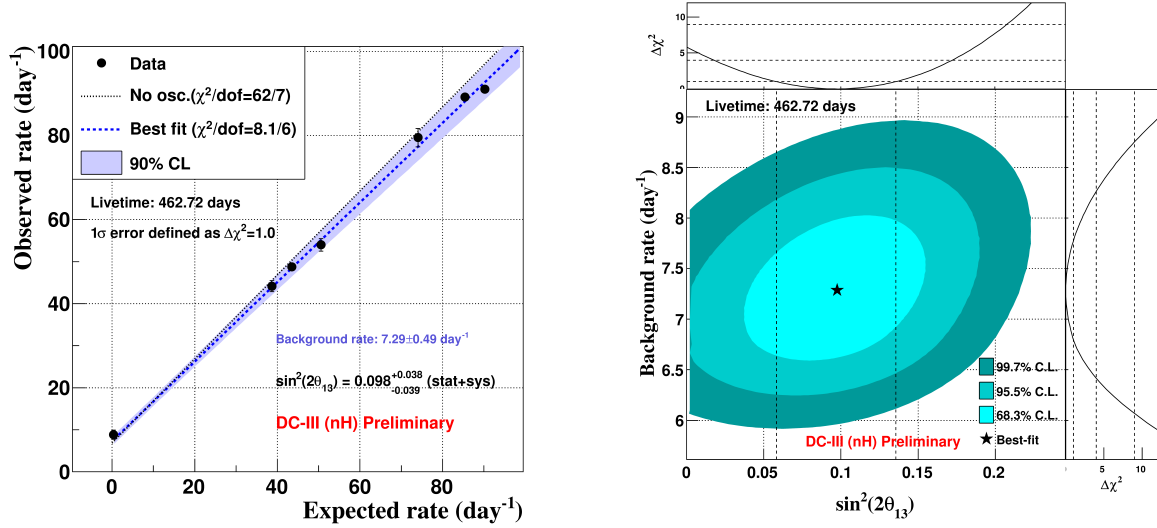 Observed rate (day⁻¹)
100
80
60
40
20
0
Data
No osc.(χ²/dof=62/7)
Best fit (χ²/dof=8.1/6)
90% CL
Livetime: 462.72 days
1σ error defined as Δχ²=1.0
Background rate: 7.29±0.49 day⁻¹
sin²(2θ₁₃) = 0.098 +0.038 -0.039 (stat+sys)
DC-III (nH) Preliminary
0 20 40 60 80
Expected rate (day⁻¹)
Δχ²
10
5
0
Livetime: 462.72 days
Background rate (day⁻¹)
9
8.5
8
7.5
7
6.5
6
99.7% C.L.
95.5% C.L.
68.3% C.L.
Best-fit
DC-III (nH) Preliminary
0 0.05 0.1 0.15 0.2
sin²(2θ₁₃)
5 10
Δχ²